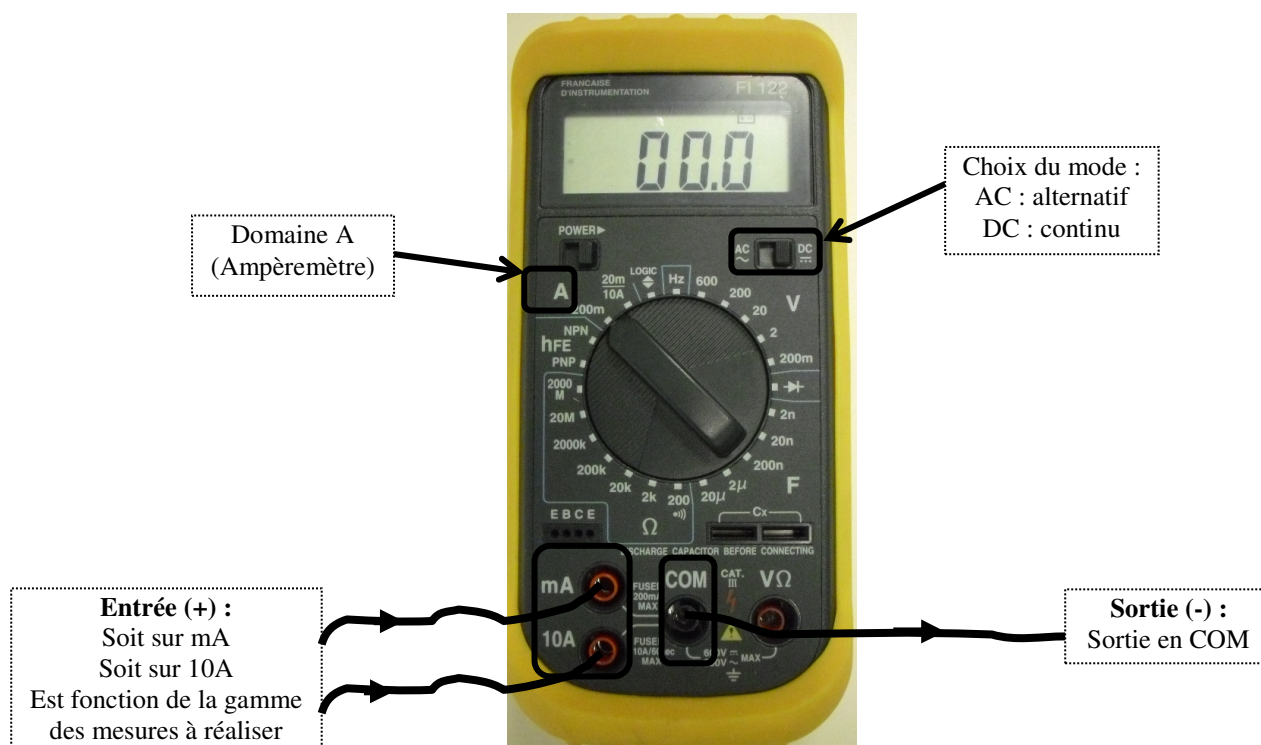 FRANCAISE
D'INSTRUMENTATION
FI 122
00.0
Choix du mode :
AC : alternatif
DC : continu
Domaine A
(Ampèremètre)
POWER
AC
DC
A
20m
10A
LOGIC
Hz
600
200
20
2
200m
V
200m
NPN
hFE
PNP
2000
M
20M
2000k
200k
20k
2k
200
20µ
2µ
200n
20n
2n
F
Ω
E B C E
Cx
DISCHARGE CAPACITOR BEFORE CONNECTING
mA
10A
FUSED
200mA
MAX
COM
CAT.
III
VΩ
FUSED
MAX
600V
MAX
Entrée (+) :
Soit sur mA
Soit sur 10A
Est fonction de la gamme
des mesures à réaliser
Sortie (-) :
Sortie en COM